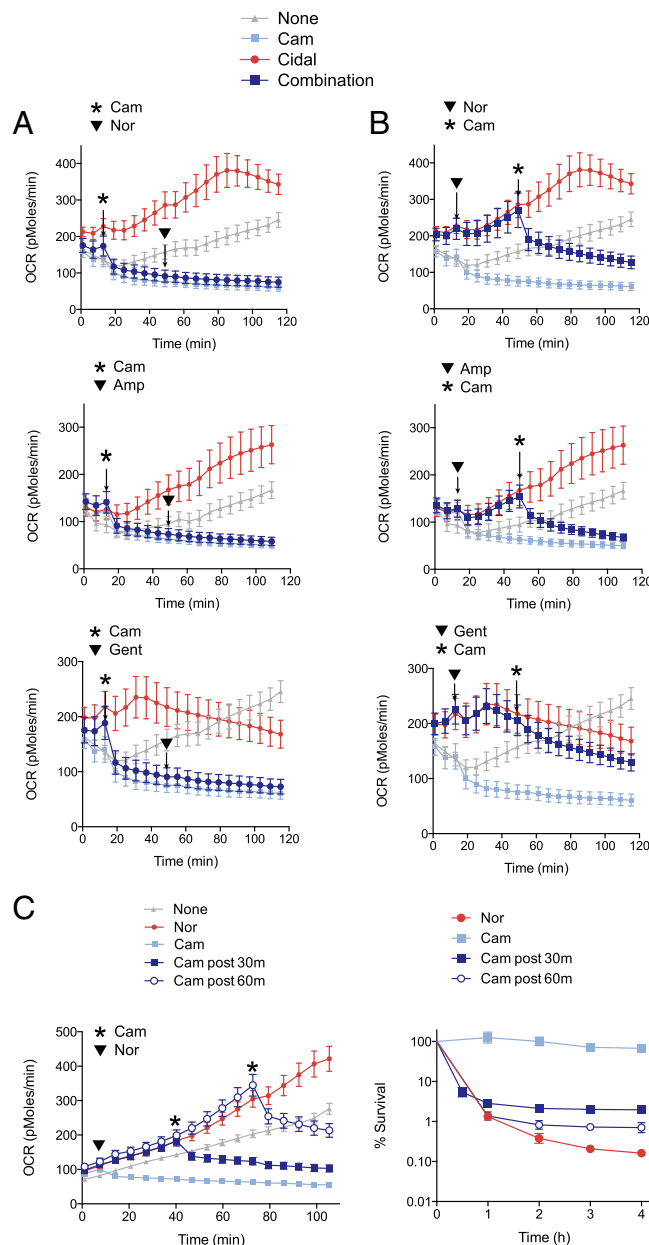 None
Cam
Cidal
Combination
A
* Cam
▼ Nor
OCR (pMoles/min)
400
300
200
100
0
*
▼
0 20 40 60 80 100 120
Time (min)
B
▼ Nor
* Cam
OCR (pMoles/min)
400
300
200
100
0
▼
*
0 20 40 60 80 100 120
Time (min)
* Cam
▼ Amp
OCR (pMoles/min)
300
200
100
0
*
▼
0 20 40 60 80 100 120
Time (min)
▼ Amp
* Cam
OCR (pMoles/min)
300
200
100
0
▼
*
0 20 40 60 80 100 120
Time (min)
* Cam
▼ Gent
OCR (pMoles/min)
300
200
100
0
*
▼
0 20 40 60 80 100 120
Time (min)
▼ Gent
* Cam
OCR (pMoles/min)
300
200
100
0
▼
*
0 20 40 60 80 100 120
Time (min)
C
None
Nor
Cam
Cam post 30m
Cam post 60m
* Cam
▼ Nor
OCR (pMoles/min)
500
400
300
200
100
0
▼
*
*
0 20 40 60 80 100
Time (min)
Nor
Cam
Cam post 30m
Cam post 60m
% Survival
100
10
1
0.10
0.01
0 1 2 3 4
Time (h)